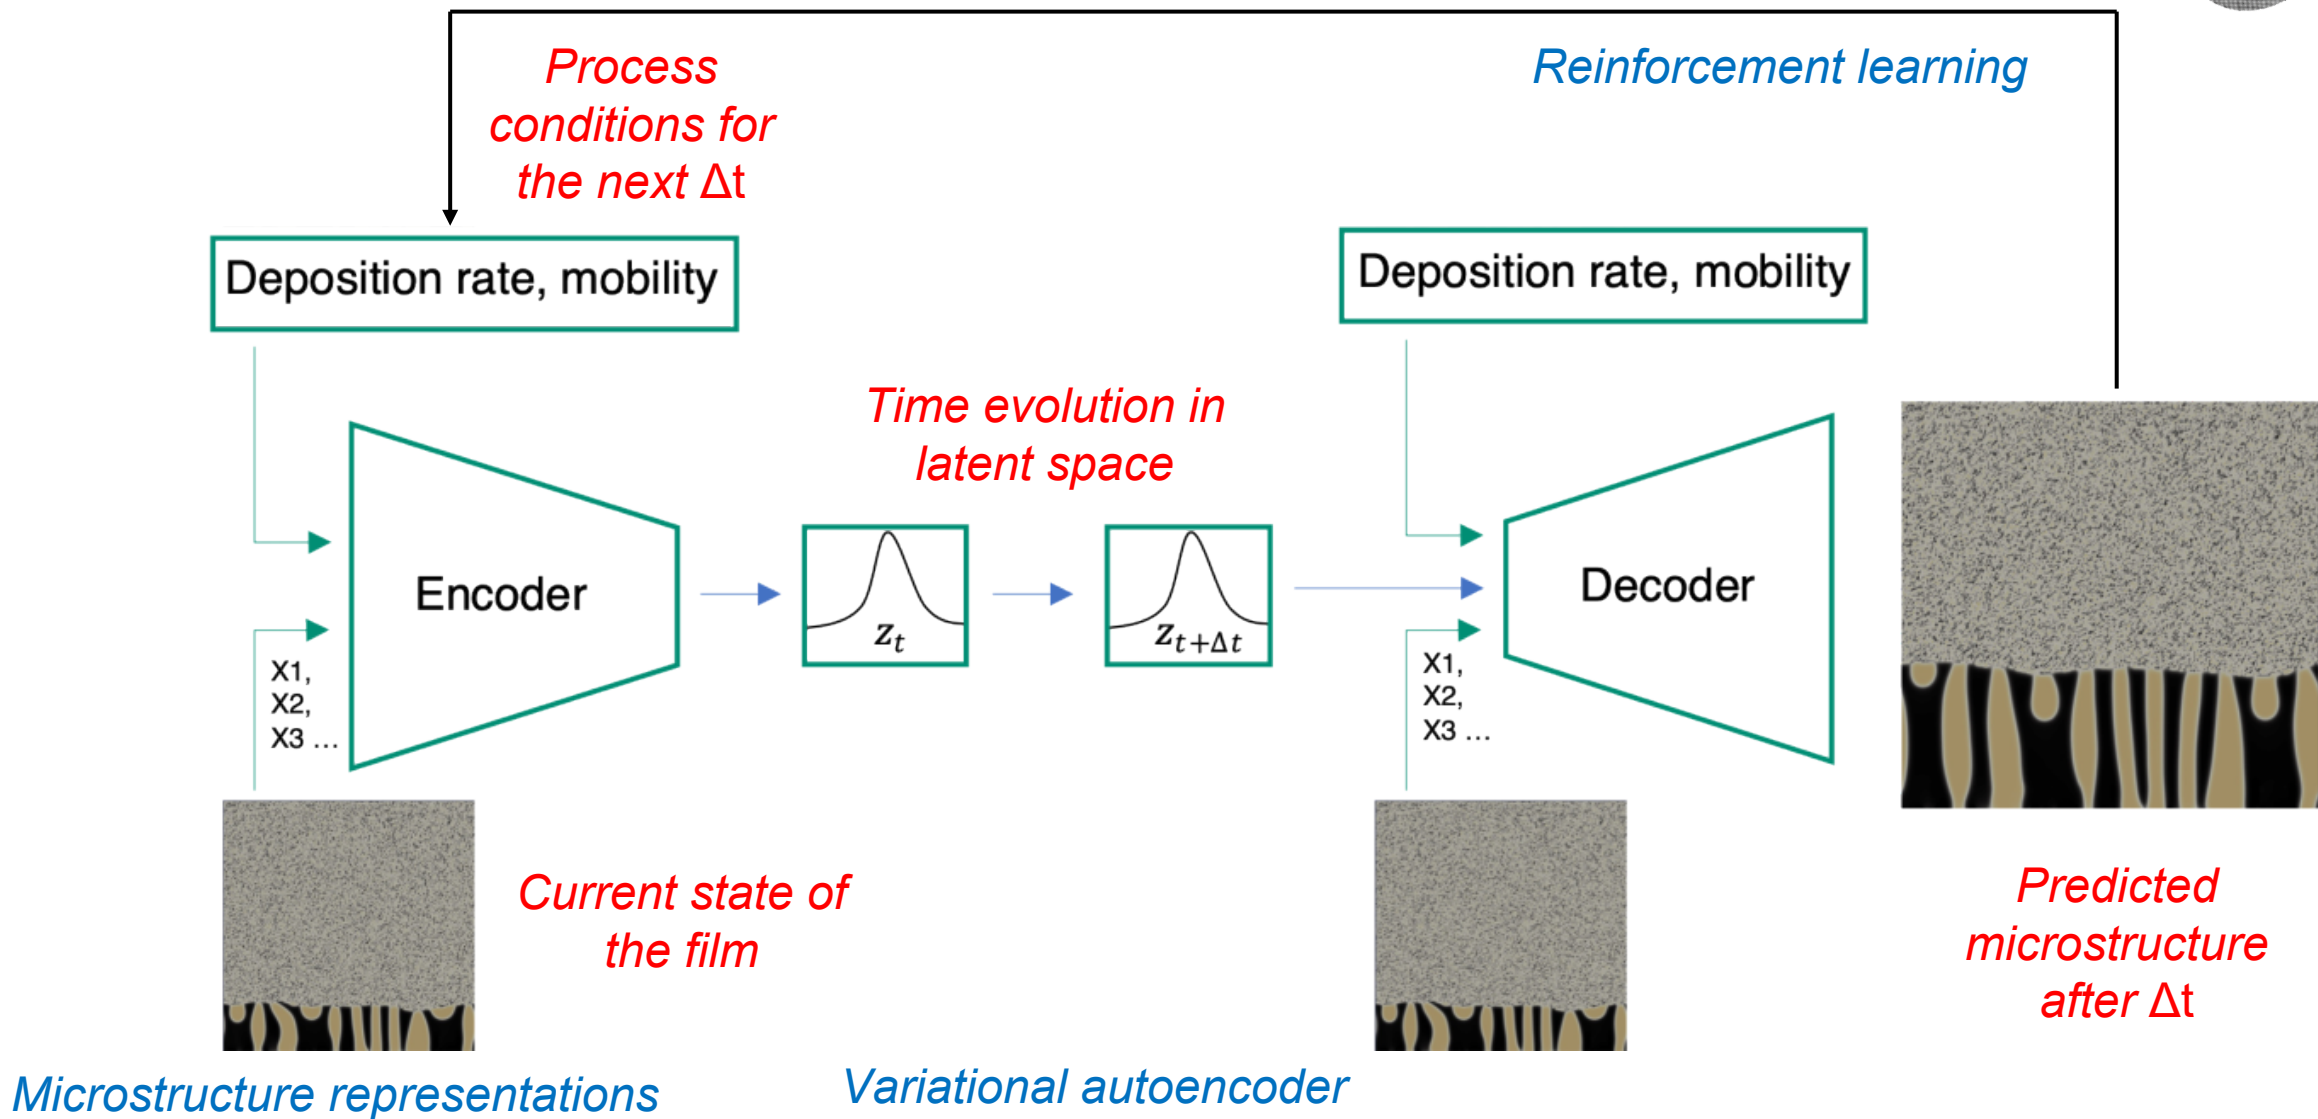 Process
conditions for
the next Δt
Reinforcement learning
Deposition rate, mobility
Deposition rate, mobility
Time evolution in
latent space
Encoder
z_t
z_{t+Δt}
Decoder
X1,
X2,
X3 ...
X1,
X2,
X3 ...
Current state of
the film
Predicted
microstructure
after Δt
Microstructure representations
Variational autoencoder